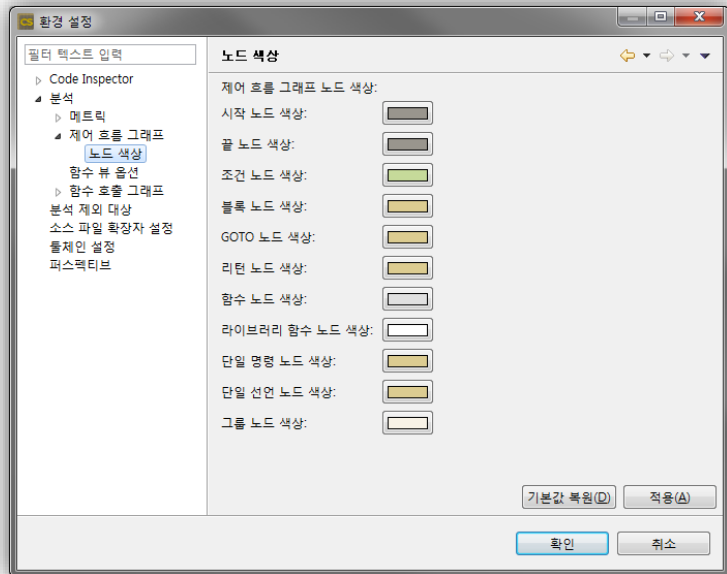 CS 환경 설정
필터 텍스트 입력
Code Inspector
분석
메트릭
제어 흐름 그래프
노드 색상
함수 뷰 옵션
함수 호출 그래프
분석 제외 대상
소스 파일 확장자 설정
툴체인 설정
퍼스펙티브
노드 색상
제어 흐름 그래프 노드 색상:
시작 노드 색상:
끝 노드 색상:
조건 노드 색상:
블록 노드 색상:
GOTO 노드 색상:
리턴 노드 색상:
함수 노드 색상:
라이브러리 함수 노드 색상:
단일 명령 노드 색상:
단일 선언 노드 색상:
그룹 노드 색상:
기본값 복원(D) 적용(A)
확인 취소